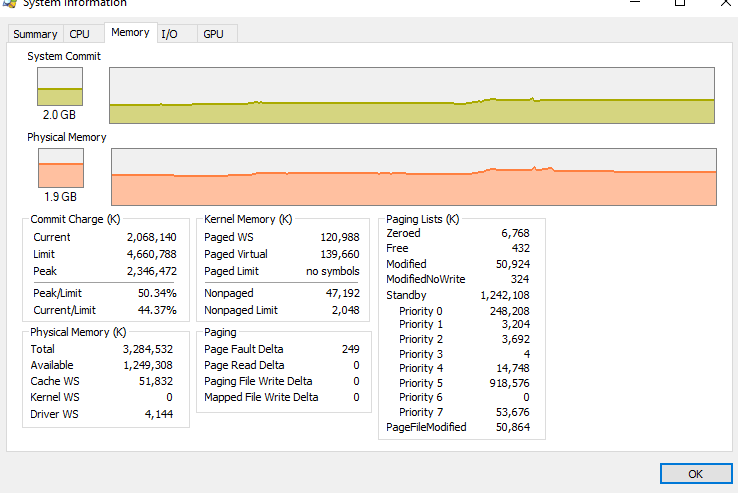 System Information
Summary CPU Memory I/O GPU
System Commit
2.0 GB
Physical Memory
1.9 GB
Commit Charge (K)
Current 2,068,140
Limit 4,660,788
Peak 2,346,472
Peak/Limit 50.34%
Current/Limit 44.37%
Physical Memory (K)
Total 3,284,532
Available 1,249,308
Cache WS 51,832
Kernel WS 0
Driver WS 4,144
Kernel Memory (K)
Paged WS 120,988
Paged Virtual 139,660
Paged Limit no symbols
Nonpaged 47,192
Nonpaged Limit 2,048
Paging
Page Fault Delta 249
Page Read Delta 0
Paging File Write Delta 0
Mapped File Write Delta 0
Paging Lists (K)
Zeroed 6,768
Free 432
Modified 50,924
ModifiedNoWrite 324
Standby 1,242,108
Priority 0 248,208
Priority 1 3,204
Priority 2 3,692
Priority 3 4
Priority 4 14,748
Priority 5 918,576
Priority 6 0
Priority 7 53,676
PageFileModified 50,864
OK